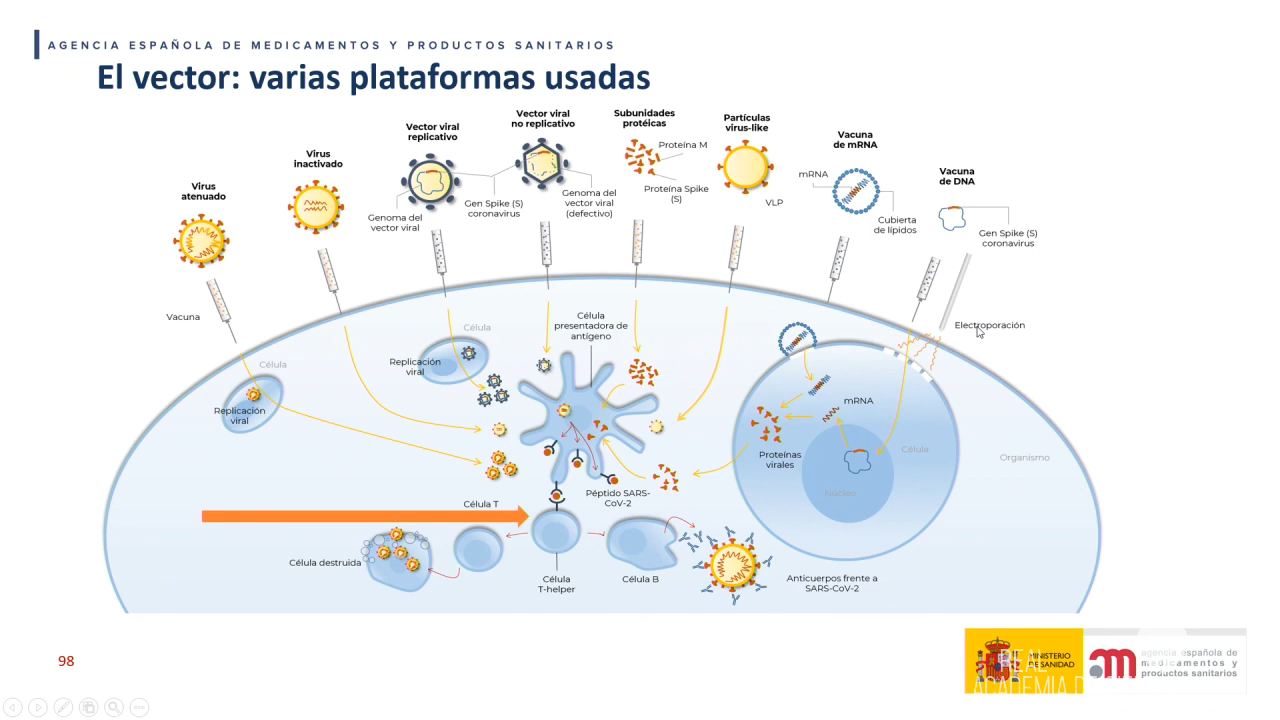 AGENCIA ESPAÑOLA DE MEDICAMENTOS Y PRODUCTOS SANITARIOS
El vector: varias plataformas usadas
Virus
atenuado
Virus
inactivado
Vector viral
replicativo
Vector viral
no replicativo
Subunidades
protéicas
Partículas
virus-like
Vacuna
de mRNA
Vacuna
de DNA
Genoma del
vector viral
Gen Spike (S)
coronavirus
Genoma del
vector viral
(defectivo)
Proteína M
Proteína Spike
(S)
VLP
mRNA
Cubierta
de lípidos
Gen Spike (S)
coronavirus
Vacuna
Electroporación
Célula
Replicación
viral
Célula
Replicación
viral
Célula
presentadora de
antígeno
mRNA
Proteínas
virales
Célula
Núcleo
Organismo
Péptido SARS-
CoV-2
Célula T
Célula destruida
Célula
T-helper
Célula B
Anticuerpos frente a
SARS-CoV-2
98
MINISTERIO
DE SANIDAD
agencia española de
medicamentos y
productos sanitarios
REAL
ACADEMIA D